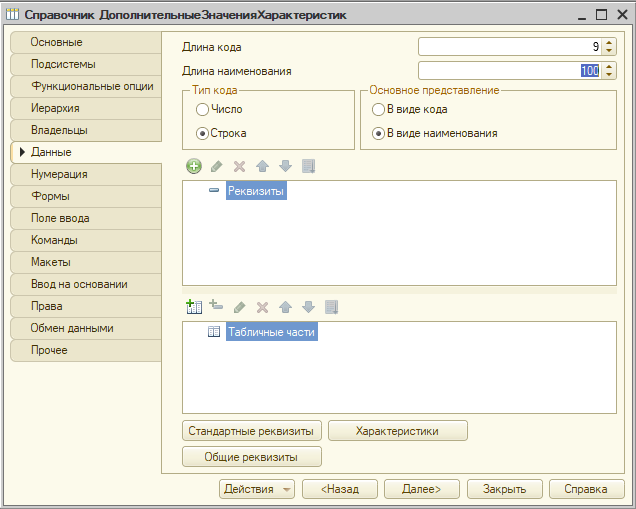 Справочник ДополнительныеЗначенияХарактеристик
Основные
Подсистемы
Функциональные опции
Иерархия
Владельцы
Данные
Нумерация
Формы
Поле ввода
Команды
Макеты
Ввод на основании
Права
Обмен данными
Прочее
Длина кода 9
Длина наименования 100
Тип кода
Число
Строка
Основное представление
В виде кода
В виде наименования
Реквизиты
Табличные части
Стандартные реквизиты Характеристики
Общие реквизиты
Действия <Назад Далее> Закрыть Справка